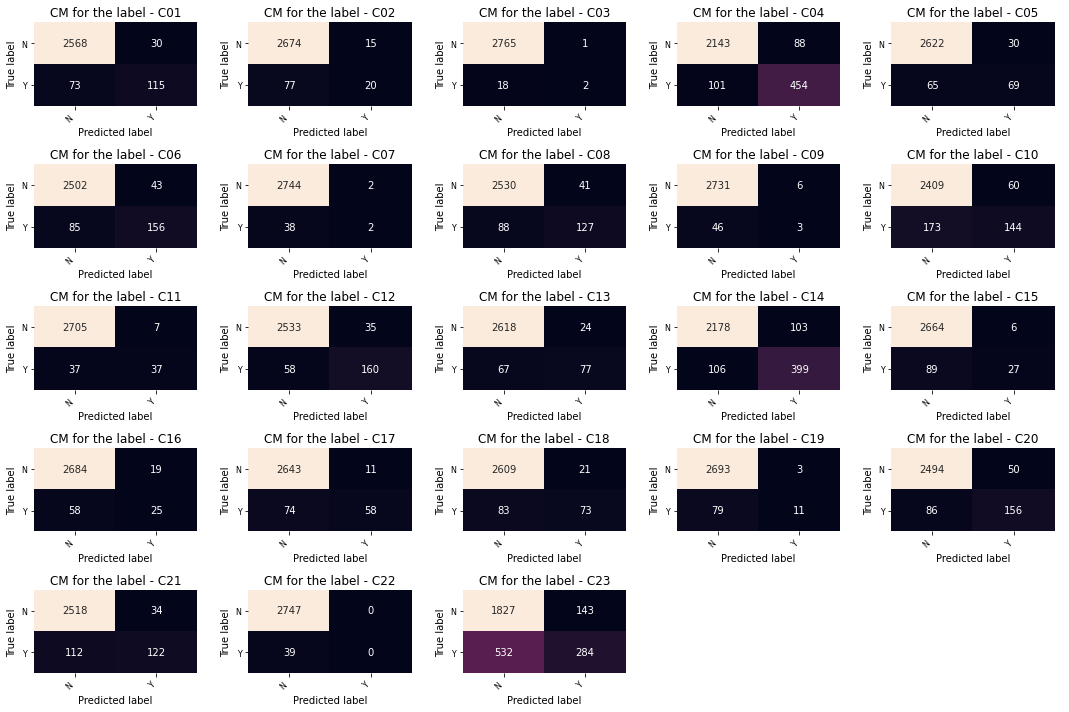 CM for the label - C01 CM for the label - C02 CM for the label - C03 CM for the label - C04 CM for the label - C05
True label N 2568 30 True label N 2674 15 True label N 2765 1 True label N 2143 88 True label N 2622 30
Y 73 115 Y 77 20 Y 18 2 Y 101 454 Y 65 69
N Y N Y N Y N Y N Y
Predicted label Predicted label Predicted label Predicted label Predicted label
CM for the label - C06 CM for the label - C07 CM for the label - C08 CM for the label - C09 CM for the label - C10
True label N 2502 43 True label N 2744 2 True label N 2530 41 True label N 2731 6 True label N 2409 60
Y 85 156 Y 38 2 Y 88 127 Y 46 3 Y 173 144
N Y N Y N Y N Y N Y
Predicted label Predicted label Predicted label Predicted label Predicted label
CM for the label - C11 CM for the label - C12 CM for the label - C13 CM for the label - C14 CM for the label - C15
True label N 2705 7 True label N 2533 35 True label N 2618 24 True label N 2178 103 True label N 2664 6
Y 37 37 Y 58 160 Y 67 77 Y 106 399 Y 89 27
N Y N Y N Y N Y N Y
Predicted label Predicted label Predicted label Predicted label Predicted label
CM for the label - C16 CM for the label - C17 CM for the label - C18 CM for the label - C19 CM for the label - C20
True label N 2684 19 True label N 2643 11 True label N 2609 21 True label N 2693 3 True label N 2494 50
Y 58 25 Y 74 58 Y 83 73 Y 79 11 Y 86 156
N Y N Y N Y N Y N Y
Predicted label Predicted label Predicted label Predicted label Predicted label
CM for the label - C21 CM for the label - C22 CM for the label - C23
True label N 2518 34 True label N 2747 0 True label N 1827 143
Y 112 122 Y 39 0 Y 532 284
N Y N Y N Y
Predicted label Predicted label Predicted label